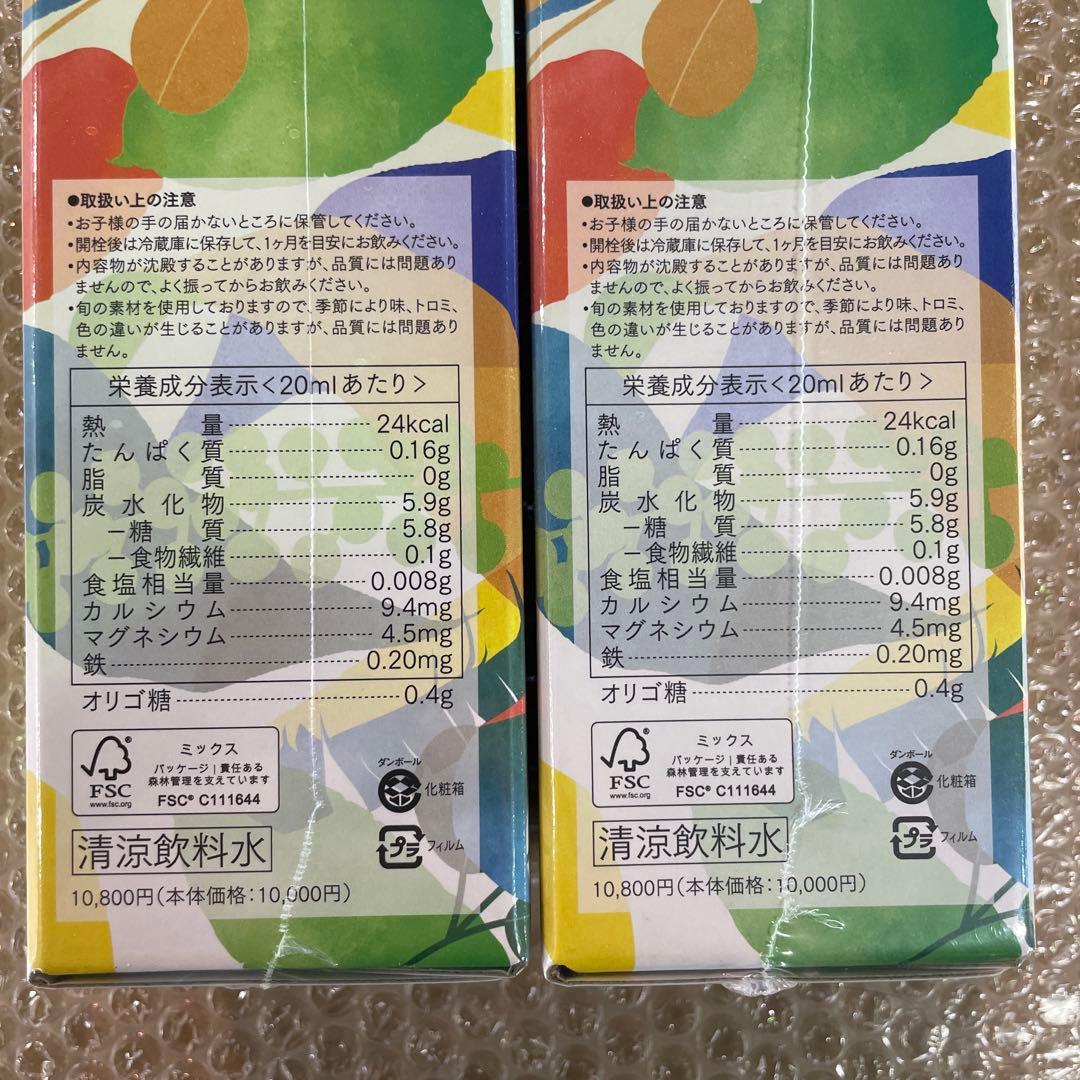 ●取扱い上の注意
・お子様の手の届かないところに保管してください。
・開栓後は冷蔵庫に保存して、1ヶ月を目安にお飲みください。
・内容物が沈殿することがありますが、品質には問題あり
ませんので、よく振ってからお飲みください。
・旬の素材を使用しておりますので、季節により味、トロミ、
色の違いが生じることがありますが、品質には問題あり
ません。
栄養成分表示<20mlあたり>
熱量 24kcal
たんぱく質 0.16g
脂質 0g
炭水化物 5.9g
－糖質 5.8g
－食物繊維 0.1g
食塩相当量 0.008g
カルシウム 9.4mg
マグネシウム 4.5mg
鉄 0.20mg
オリゴ糖 0.4g
FSC
www.fsc.org
ミックス
パッケージ|責任ある
森林管理を支えています
FSC® C111644
ダンボール
化粧箱
清涼飲料水
プラ
フィルム
10,800円(本体価格:10,000円)
●取扱い上の注意
・お子様の手の届かないところに保管してください。
・開栓後は冷蔵庫に保存して、1ヶ月を目安にお飲みください。
・内容物が沈殿することがありますが、品質には問題あり
ませんので、よく振ってからお飲みください。
・旬の素材を使用しておりますので、季節により味、トロミ、
色の違いが生じることがありますが、品質には問題あり
ません。
栄養成分表示<20mlあたり>
熱量 24kcal
たんぱく質 0.16g
脂質 0g
炭水化物 5.9g
－糖質 5.8g
－食物繊維 0.1g
食塩相当量 0.008g
カルシウム 9.4mg
マグネシウム 4.5mg
鉄 0.20mg
オリゴ糖 0.4g
FSC
www.fsc.org
ミックス
パッケージ|責任ある
森林管理を支えています
FSC® C111644
ダンボール
化粧箱
清涼飲料水
プラ
フィルム
10,800円(本体価格:10,000円)